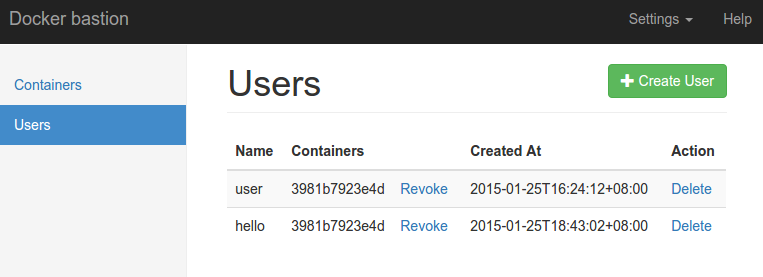 Docker bastion Settings Help
Containers
Users
Users
Create User
Name Containers Created At Action
user 3981b7923e4d Revoke 2015-01-25T16:24:12+08:00 Delete
hello 3981b7923e4d Revoke 2015-01-25T18:43:02+08:00 Delete